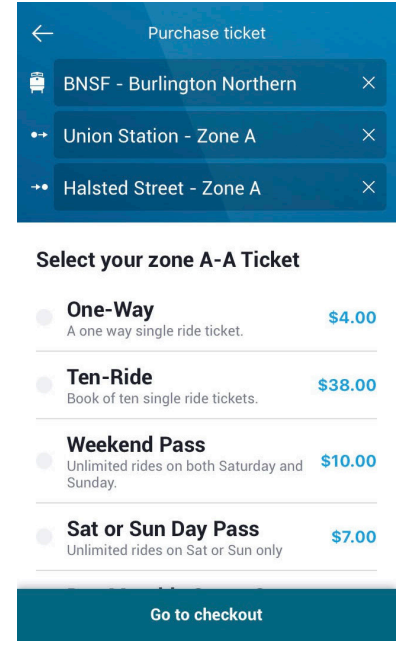 Purchase ticket
BNSF - Burlington Northern
Union Station - Zone A
Halsted Street - Zone A
Select your zone A-A Ticket
One-Way
$4.00
A one way single ride ticket.
Ten-Ride
$38.00
Book of ten single ride tickets.
Weekend Pass
$10.00
Unlimited rides on both Saturday and
Sunday.
Sat or Sun Day Pass
$7.00
Unlimited rides on Sat or Sun only
Go to checkout